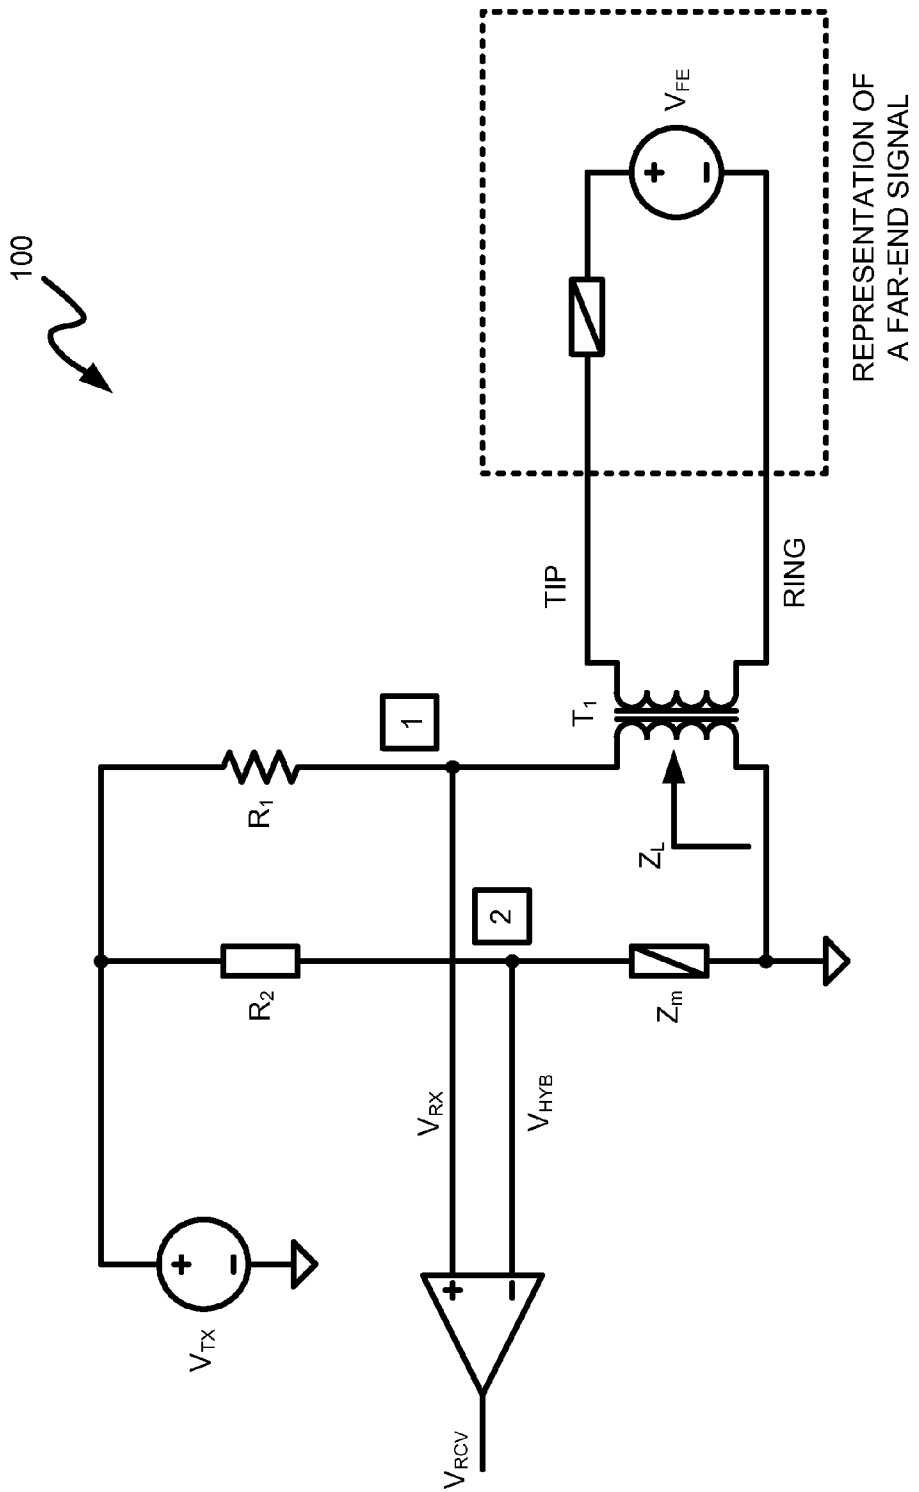 100
V_TX
R_2
R_1
1
V_RCV
+
−
V_RX
V_HYB
2
Z_m
Z_L
T_1
TIP
RING
V_FE
+
−
+
−
REPRESENTATION OF
A FAR-END SIGNAL